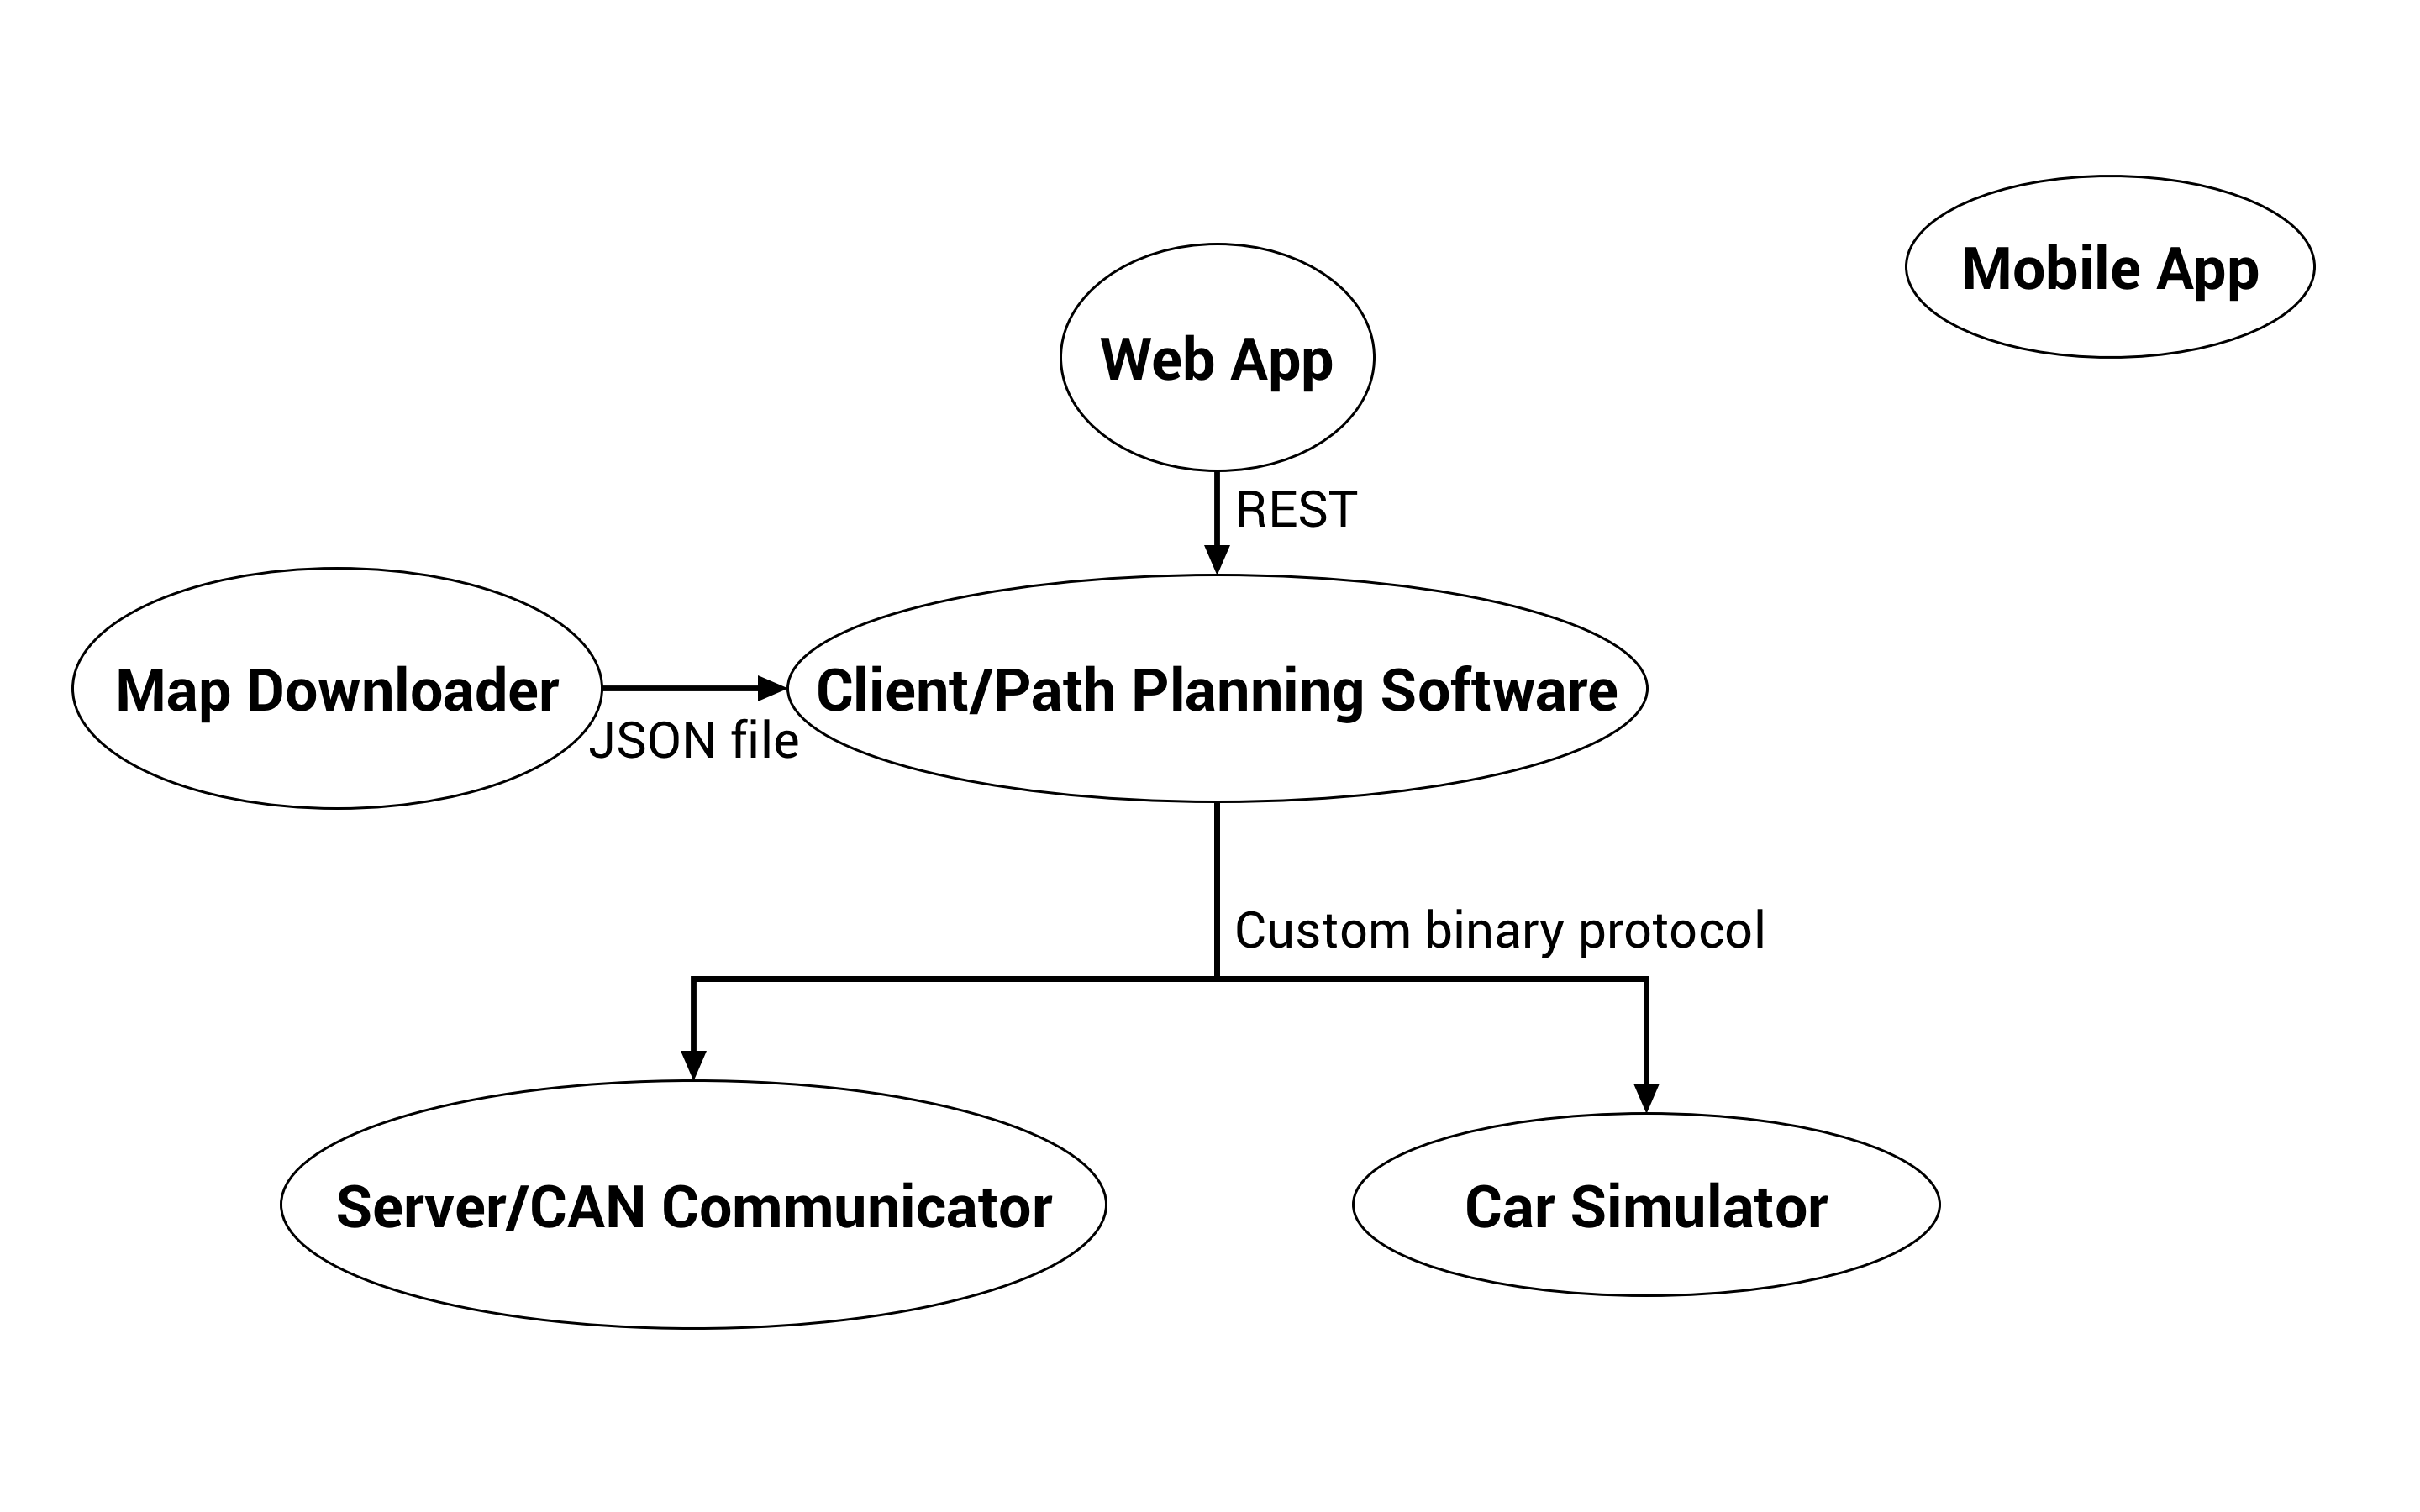 Mobile App
Web App
REST
Map Downloader
Client/Path Planning Software
JSON file
Custom binary protocol
Server/CAN Communicator
Car Simulator